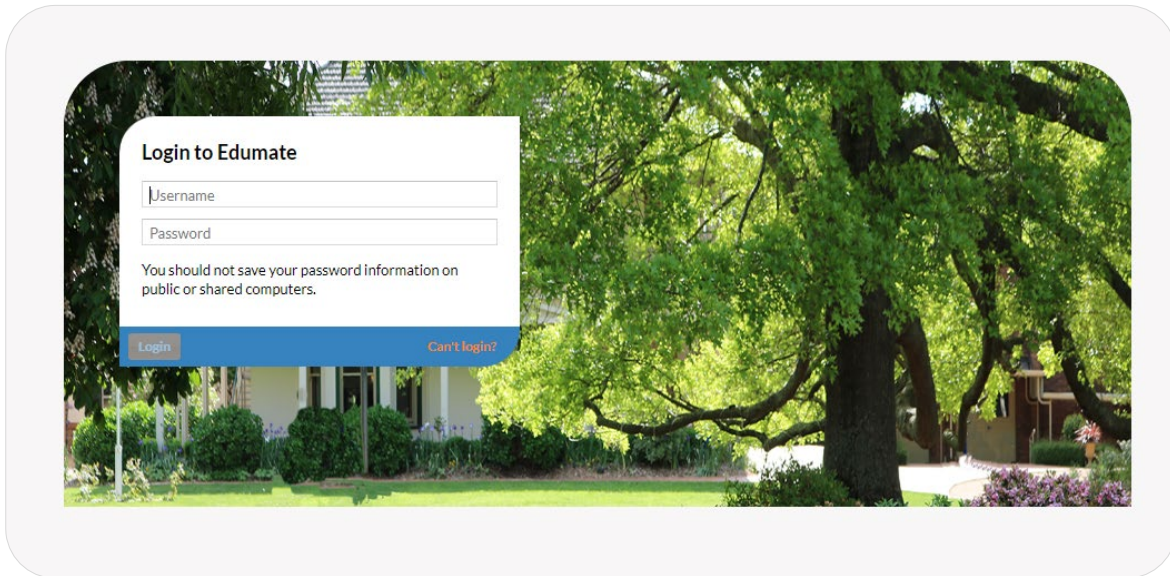 Login to Edumate
Username
Password
You should not save your password information on
public or shared computers.
Login
Can't login?